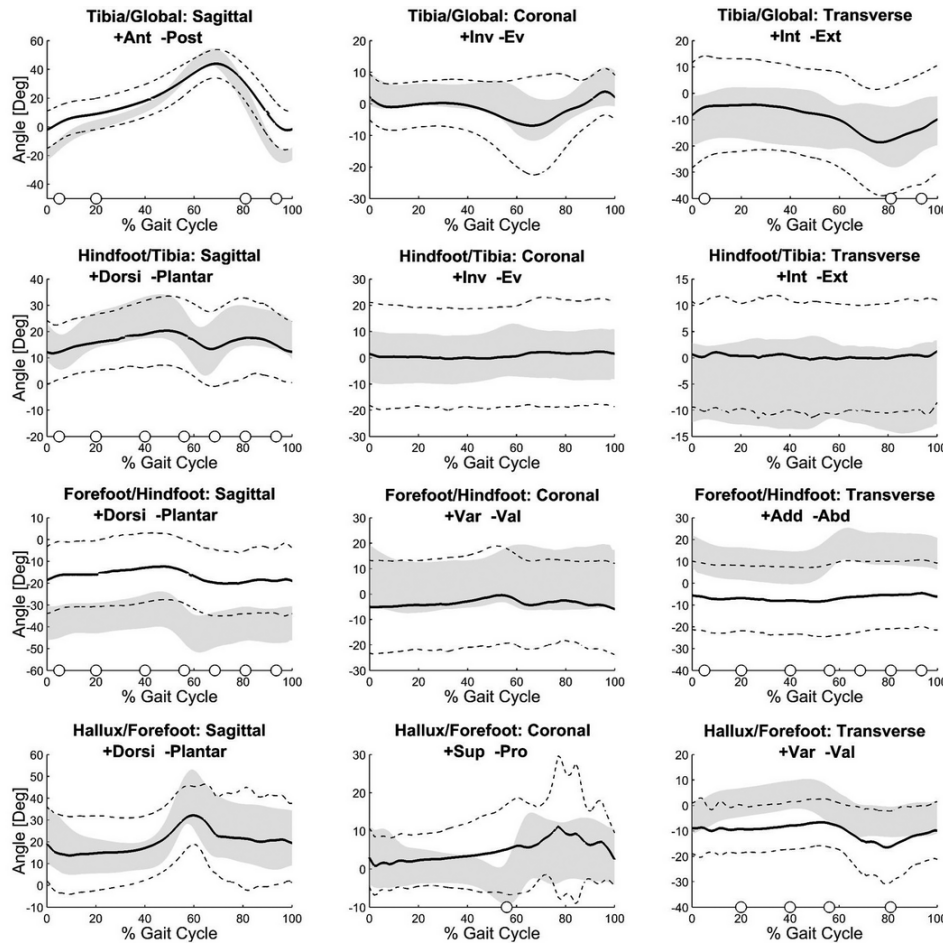 Tibia/Global: Sagittal
+Ant -Post
Tibia/Global: Coronal
+Inv -Ev
Tibia/Global: Transverse
+Int -Ext
Angle [Deg]
60
40
20
0
-20
-40
0 20 40 60 80 100
% Gait Cycle
20
10
0
-10
-20
-30
0 20 40 60 80 100
% Gait Cycle
20
10
0
-10
-20
-30
-40
0 20 40 60 80 100
% Gait Cycle
Hindfoot/Tibia: Sagittal
+Dorsi -Plantar
Hindfoot/Tibia: Coronal
+Inv -Ev
Hindfoot/Tibia: Transverse
+Int -Ext
Angle [Deg]
40
30
20
10
0
-10
-20
0 20 40 60 80 100
% Gait Cycle
30
20
10
0
-10
-20
-30
0 20 40 60 80 100
% Gait Cycle
15
10
5
0
-5
-10
-15
0 20 40 60 80 100
% Gait Cycle
Forefoot/Hindfoot: Sagittal
+Dorsi -Plantar
Forefoot/Hindfoot: Coronal
+Var -Val
Forefoot/Hindfoot: Transverse
+Add -Abd
Angle [Deg]
10
0
-10
-20
-30
-40
-50
-60
0 20 40 60 80 100
% Gait Cycle
30
20
10
0
-10
-20
-30
0 20 40 60 80 100
% Gait Cycle
30
20
10
0
-10
-20
-30
-40
0 20 40 60 80 100
% Gait Cycle
Hallux/Forefoot: Sagittal
+Dorsi -Plantar
Hallux/Forefoot: Coronal
+Sup -Pro
Hallux/Forefoot: Transverse
+Var -Val
Angle [Deg]
60
50
40
30
20
10
0
-10
0 20 40 60 80 100
% Gait Cycle
30
20
10
0
-10
0 20 40 60 80 100
% Gait Cycle
20
10
0
-10
-20
-30
-40
0 20 40 60 80 100
% Gait Cycle